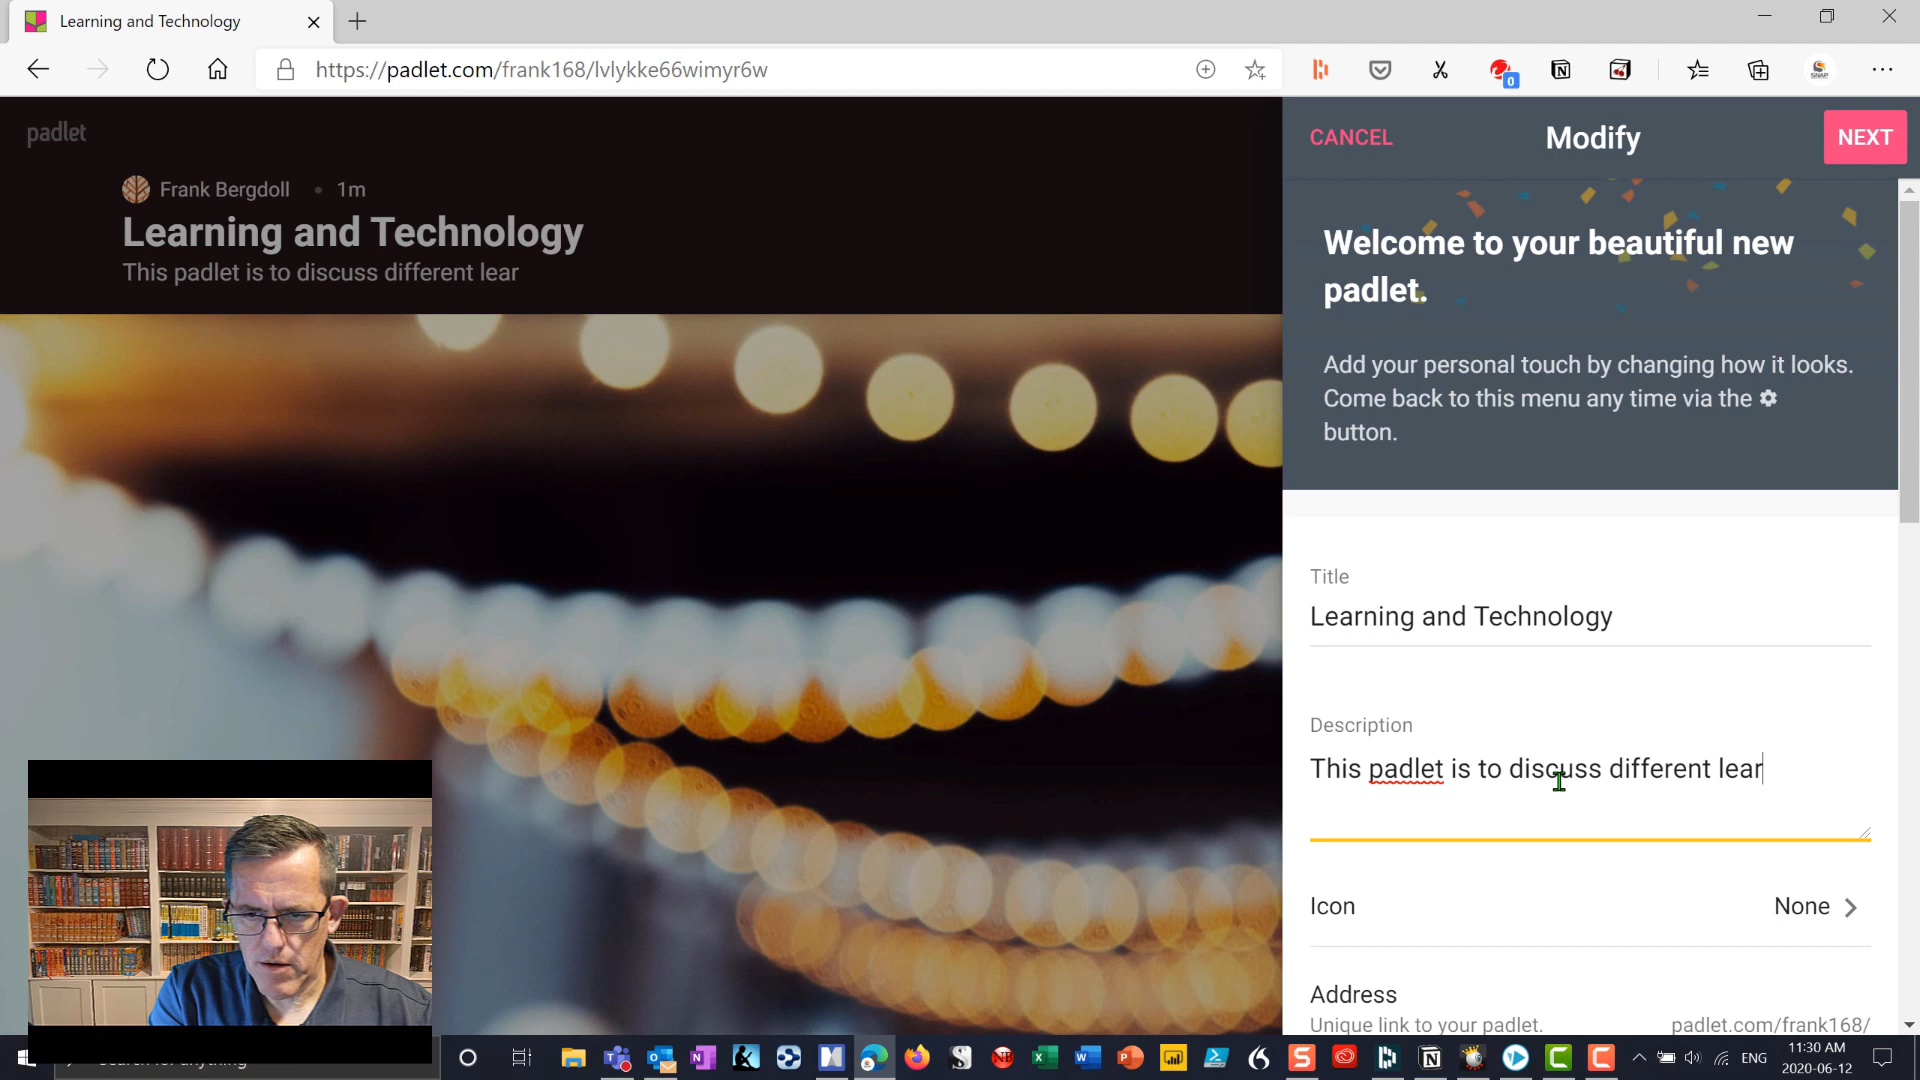 Learning and Technology
https://padlet.com/frank168/lvlykke66wimyr6w
0
SNAP
padlet
Frank Bergdoll • 1m
Learning and Technology
This padlet is to discuss different lear
CANCEL
Modify
NEXT
Welcome to your beautiful new
padlet.
Add your personal touch by changing how it looks.
Come back to this menu any time via the
button.
Title
Learning and Technology
Description
This padlet is to discuss different lear
Icon
None
Address
Unique link to your padlet.
padlet.com/frank168/
ENG
11:30 AM
2020-06-12